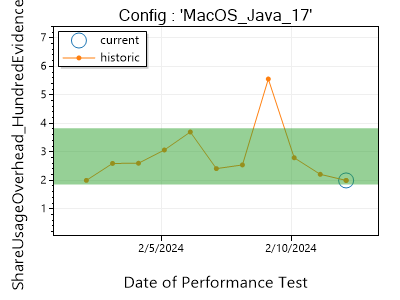 Config : 'MacOS_Java_17'
current
historic
7
6
5
4
3
2
1
ShareUsageOverhead_HundredEvidence
2/5/2024
2/10/2024
Date of Performance Test